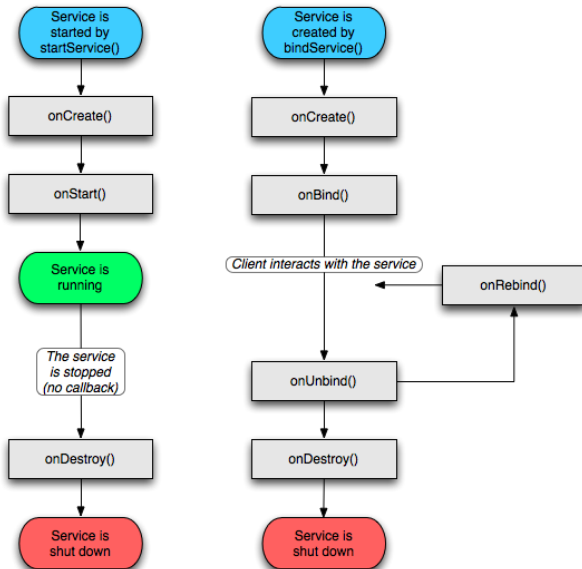 Service is
started by
startService()
onCreate()
onStart()
Service is
running
The service
is stopped
(no callback)
onDestroy()
Service is
shut down
Service is
created by
bindService()
onCreate()
onBind()
Client interacts with the service
onRebind()
onUnbind()
onDestroy()
Service is
shut down